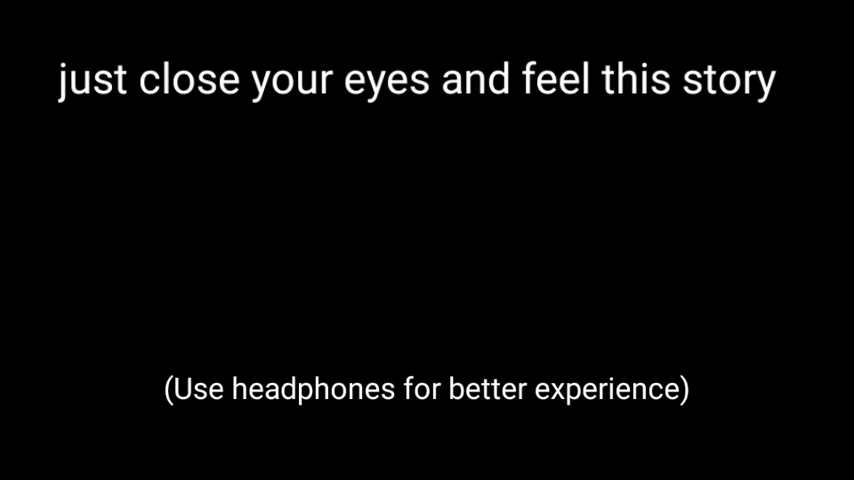 just close your eyes and feel this story
(Use headphones for better experience)